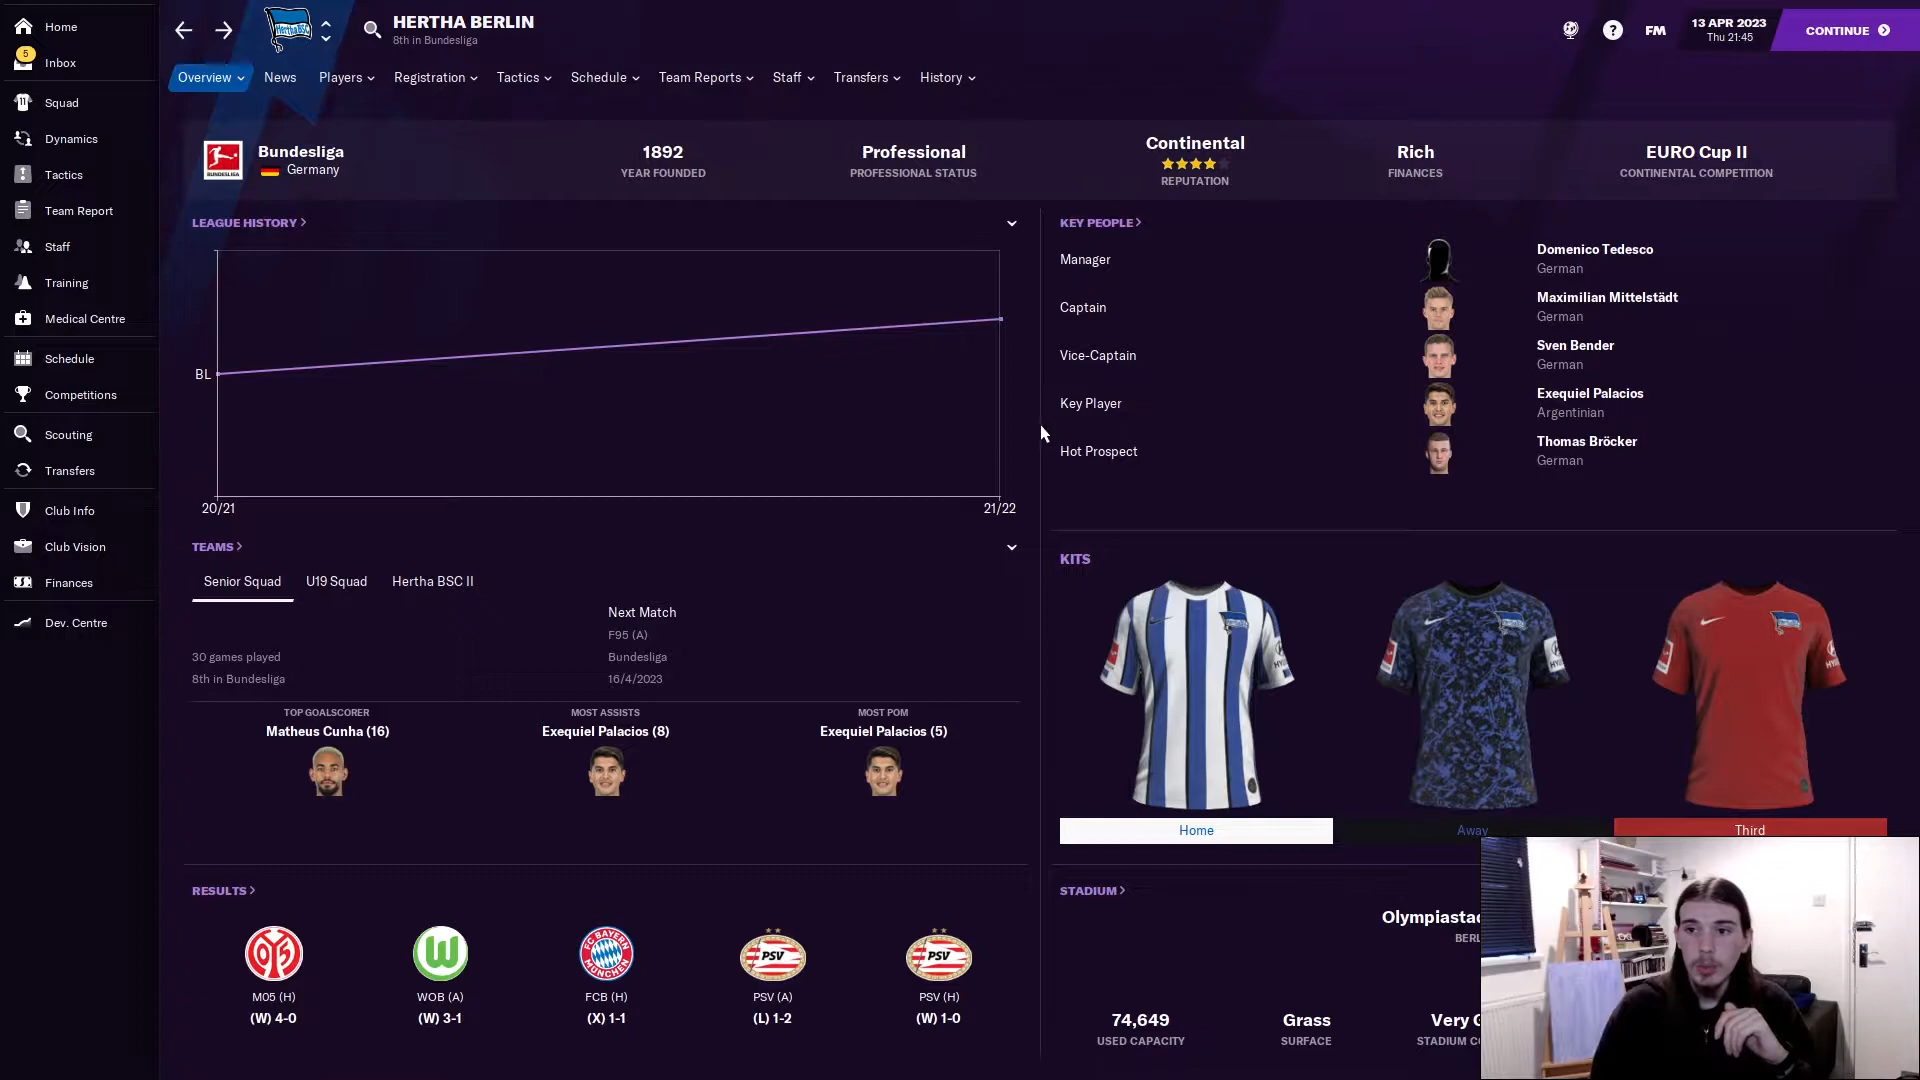 Home
5
Inbox
Squad
Dynamics
Tactics
Team Report
Staff
Training
Medical Centre
Schedule
Competitions
Scouting
Transfers
Club Info
Club Vision
Finances
Dev. Centre
HERTHA BERLIN
8th in Bundesliga
FM
13 APR 2023
Thu 21:45
CONTINUE
Overview News Players Registration Tactics Schedule Team Reports Staff Transfers History
Bundesliga
Germany
1892
YEAR FOUNDED
Professional
PROFESSIONAL STATUS
Continental
REPUTATION
Rich
FINANCES
EURO Cup II
CONTINENTAL COMPETITION
LEAGUE HISTORY
BL
20/21 21/22
KEY PEOPLE
Manager
Domenico Tedesco
German
Captain
Maximilian Mittelstädt
German
Vice-Captain
Sven Bender
German
Key Player
Exequiel Palacios
Argentinian
Hot Prospect
Thomas Bröcker
German
TEAMS
Senior Squad U19 Squad Hertha BSC II
Next Match
F95 (A)
30 games played
Bundesliga
8th in Bundesliga
16/4/2023
TOP GOALSCORER
Matheus Cunha (16)
MOST ASSISTS
Exequiel Palacios (8)
MOST POM
Exequiel Palacios (5)
KITS
Home Away Third
RESULTS
M05 (H)
(W) 4-0
WOB (A)
(W) 3-1
FCB (H)
(X) 1-1
PSV
PSV (A)
(L) 1-2
PSV
PSV (H)
(W) 1-0
STADIUM
Olympiastad
BERL
74,649
USED CAPACITY
Grass
SURFACE
Very G
STADIUM CO